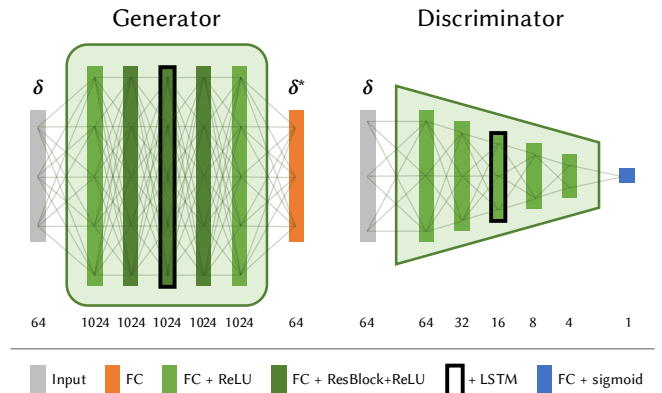 Generator Discriminator
δ δ* δ
64 1024 1024 1024 1024 1024 64 64 64 32 16 8 4 1
Input FC FC + ReLU FC + ResBlock+ReLU + LSTM FC + sigmoid